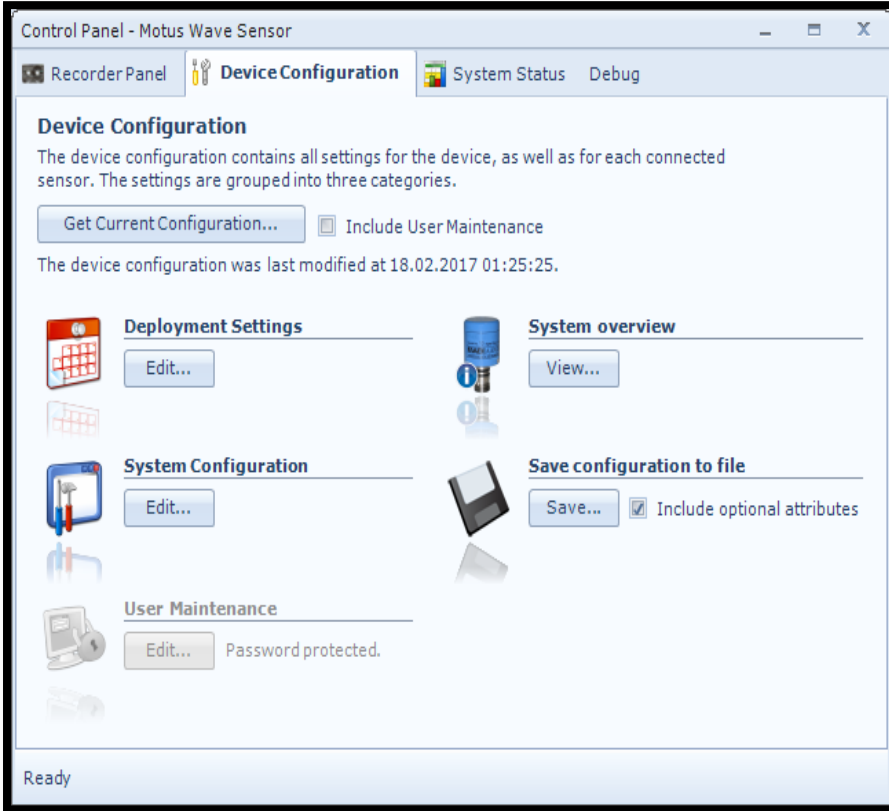 Control Panel - Motus Wave Sensor
Recorder Panel
Device Configuration
System Status
Debug
Device Configuration
The device configuration contains all settings for the device, as well as for each connected
sensor. The settings are grouped into three categories.
Get Current Configuration...
Include User Maintenance
The device configuration was last modified at 18.02.2017 01:25:25.
Deployment Settings
Edit...
System overview
View...
System Configuration
Edit...
Save configuration to file
Save...
Include optional attributes
User Maintenance
Edit...
Password protected.
Ready